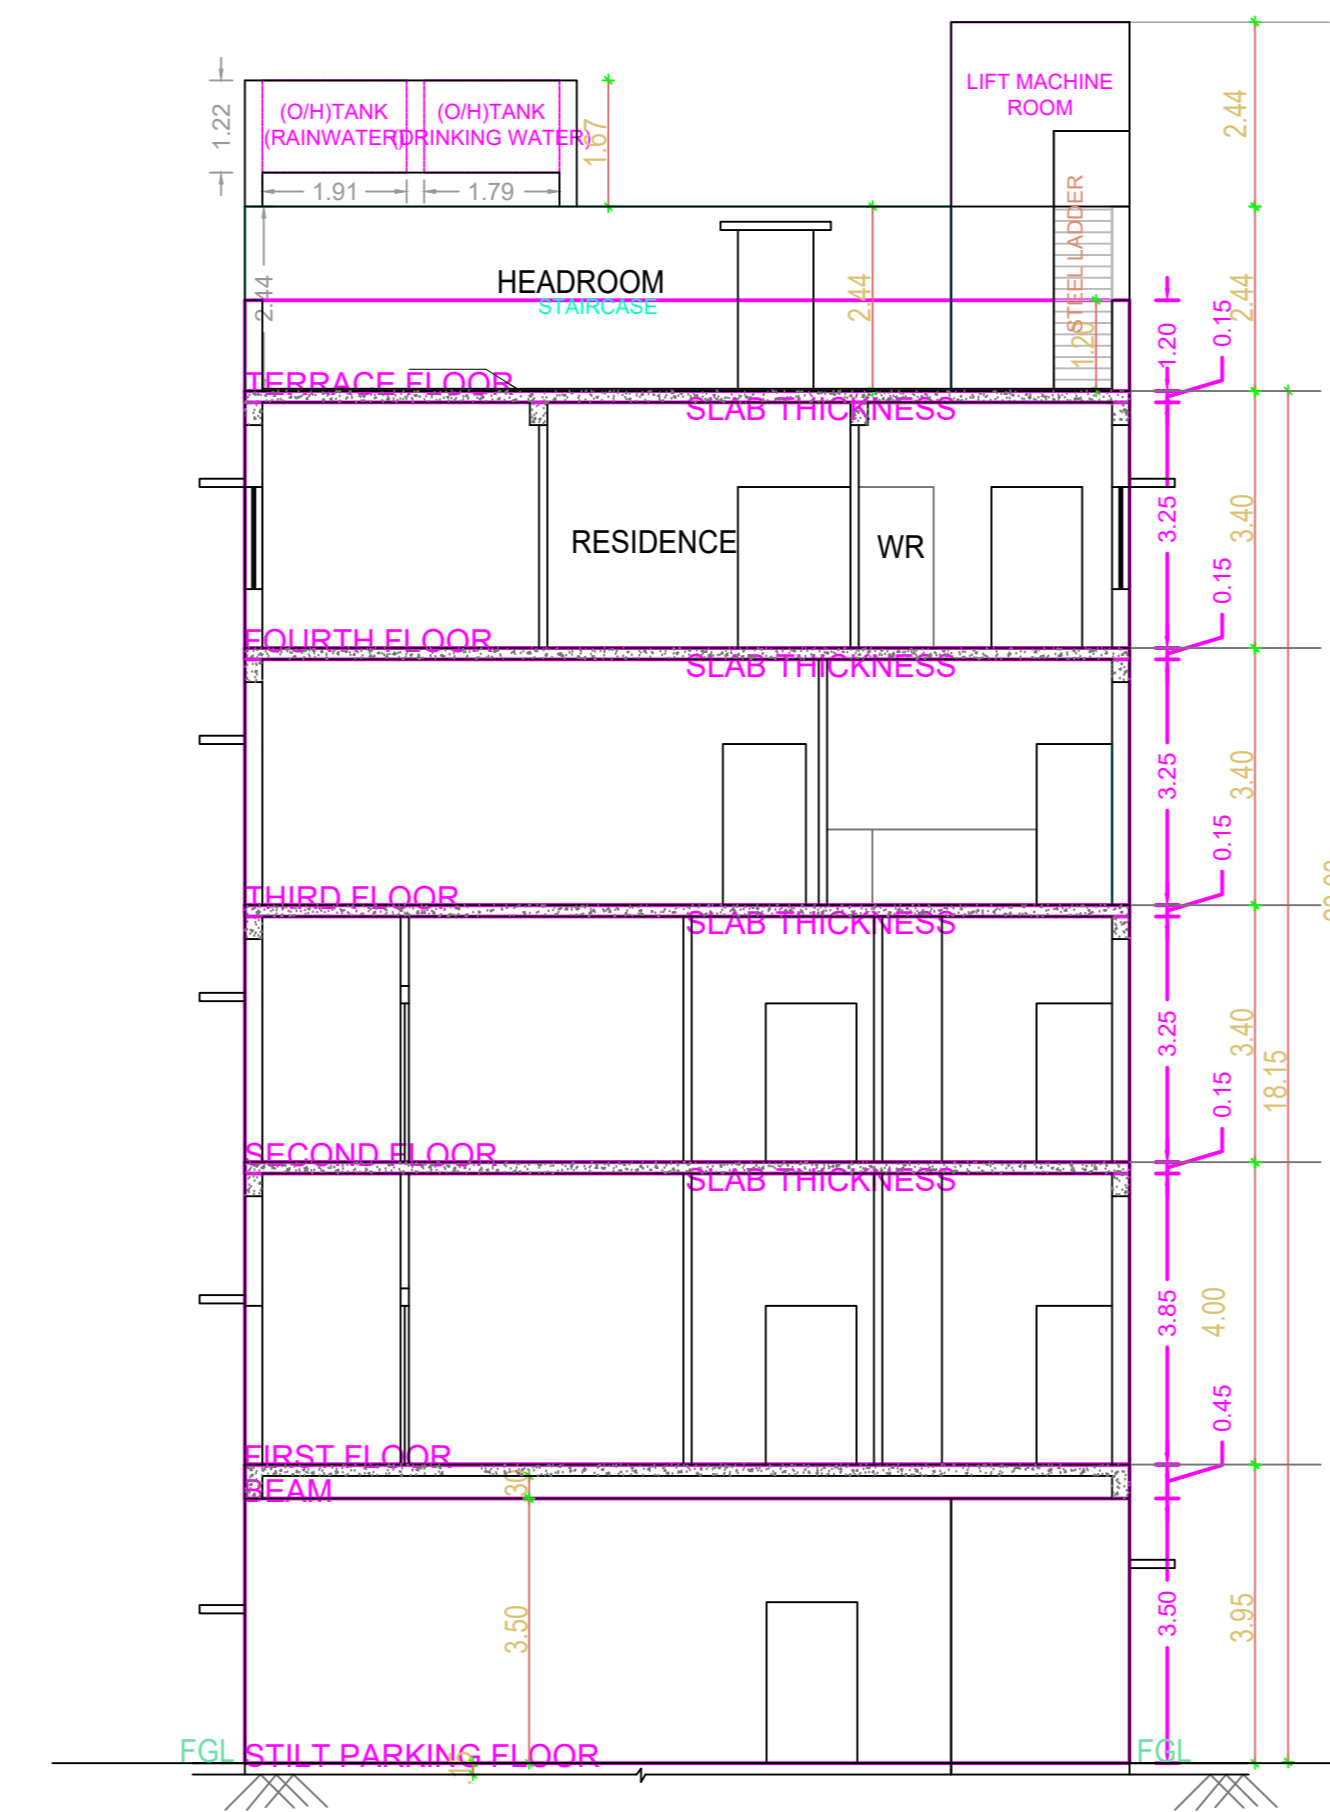 LIFT MACHINE
ROOM
2.44
1.22
(O/H)TANK
(RAINWATER)
(O/H)TANK
(DRINKING WATER)
1.67
1.91
1.79
STEEL LADDER
2.44
HEADROOM
STAIRCASE
2.44
1.20
1.20
0.15
2.44
TERRACE FLOOR
SLAB THICKNESS
RESIDENCE
WR
3.25
3.40
0.15
FOURTH FLOOR
SLAB THICKNESS
3.25
3.40
0.15
THIRD FLOOR
SLAB THICKNESS
3.25
3.40
18.15
0.15
SECOND FLOOR
SLAB THICKNESS
3.85
4.00
0.45
FIRST FLOOR
BEAM
30
3.50
3.50
3.95
FGL
STILT PARKING FLOOR
FGL
.15